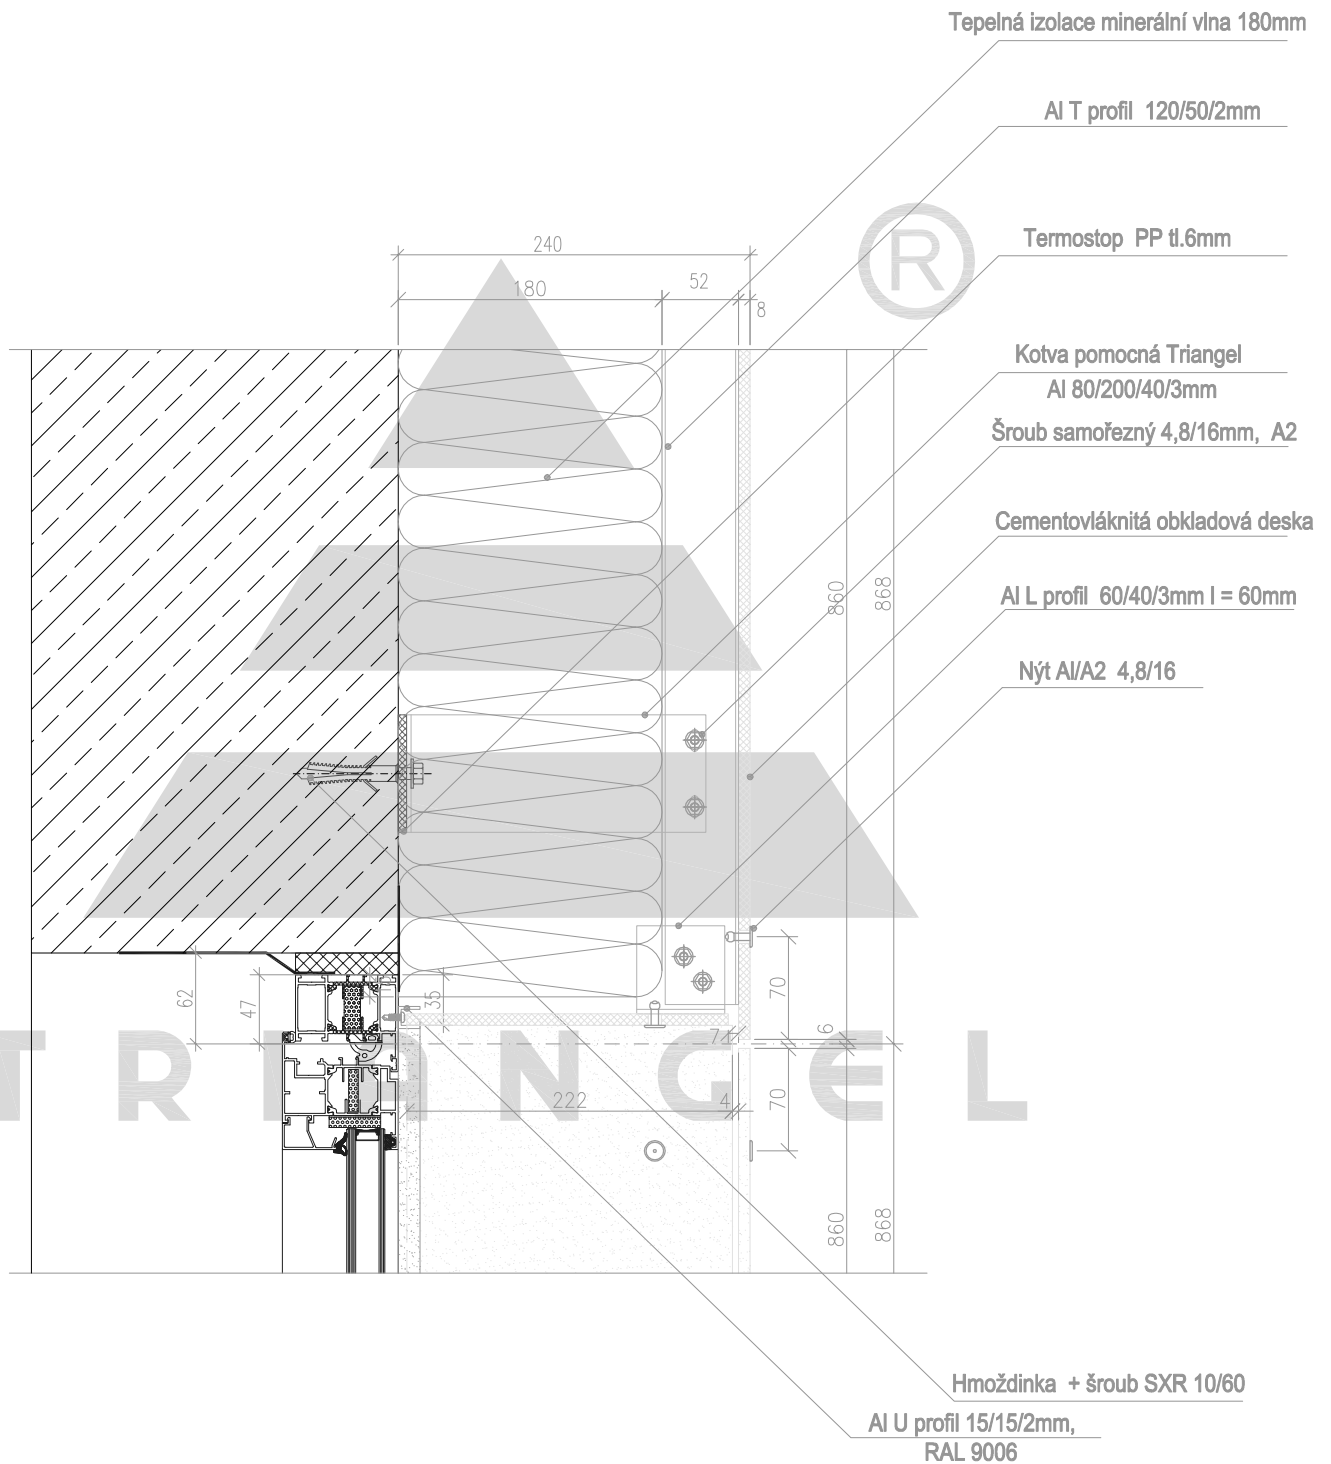 Tepelná izolace minerální vlna 180mm
Al T profil 120/50/2mm
Termostop PP tl.6mm
240
®
180
52
8
Kotva pomocná Triangel
Al 80/200/40/3mm
Šroub samořezný 4,8/16mm, A2
Cementovláknitá obkladová deska
860
868
Al L profil 60/40/3mm l = 60mm
Nýt Al/A2 4,8/16
62
47
35
70
7
6
TRIANGEL
222
4
70
860
868
Hmoždinka + šroub SXR 10/60
Al U profil 15/15/2mm,
RAL 9006